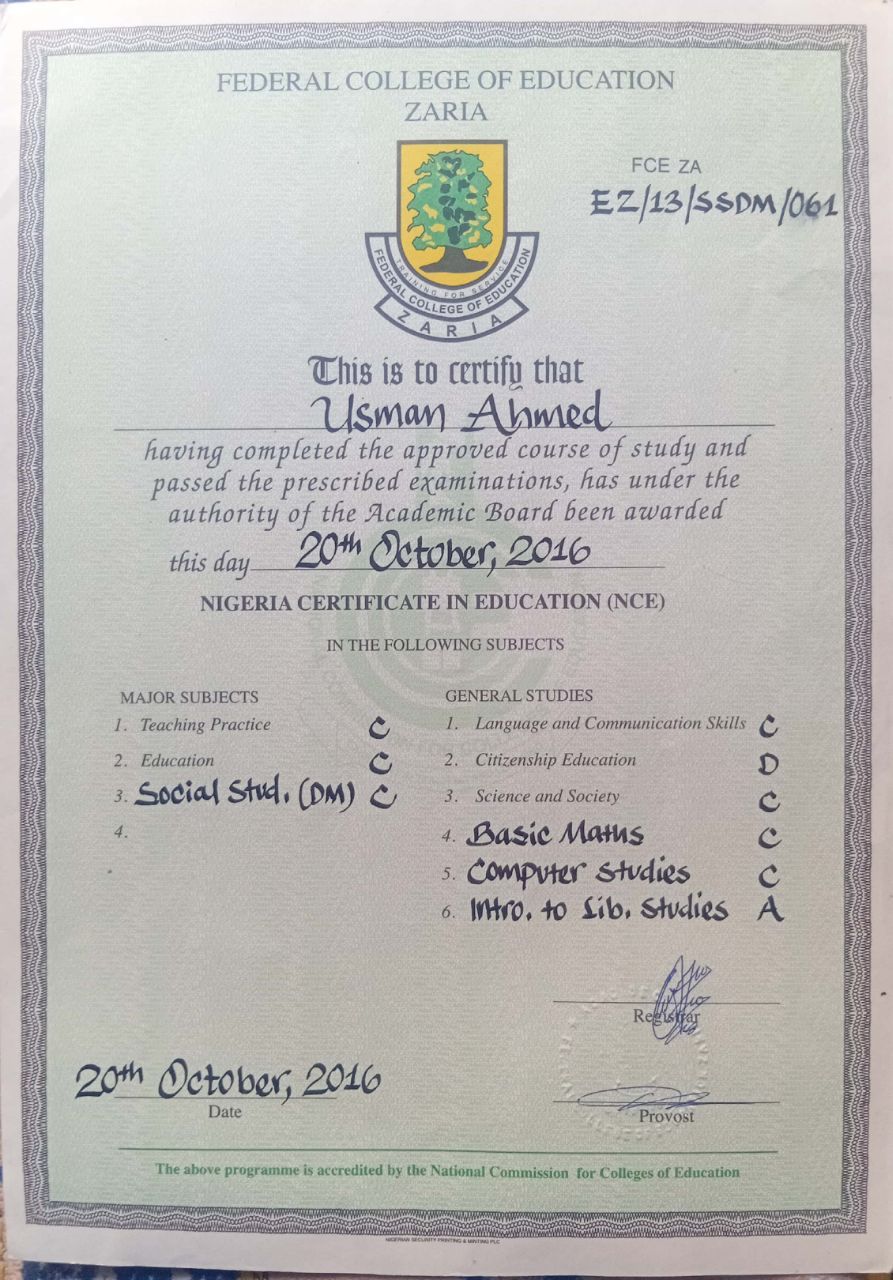 FEDERAL COLLEGE OF EDUCATION
ZARIA
FCE ZA
EZ/13/SSDM/061
TRAINING FOR SERVICE
FEDERAL COLLEGE OF EDUCATION
ZARIA
This is to certify that
Usman Ahmed
having completed the approved course of study and
passed the prescribed examinations, has under the
authority of the Academic Board been awarded
this day 20th October, 2016
NIGERIA CERTIFICATE IN EDUCATION (NCE)
IN THE FOLLOWING SUBJECTS
MAJOR SUBJECTS
1. Teaching Practice C
2. Education C
3. Social Stud. (DM) C
4.
GENERAL STUDIES
1. Language and Communication Skills C
2. Citizenship Education D
3. Science and Society C
4. Basic Maths C
5. Computer Studies C
6. Intro. to Lib. Studies A
Registrar
20th October, 2016
Date
Provost
The above programme is accredited by the National Commission for Colleges of Education
NIGERIAN SECURITY PRINTING & MINTING PLC